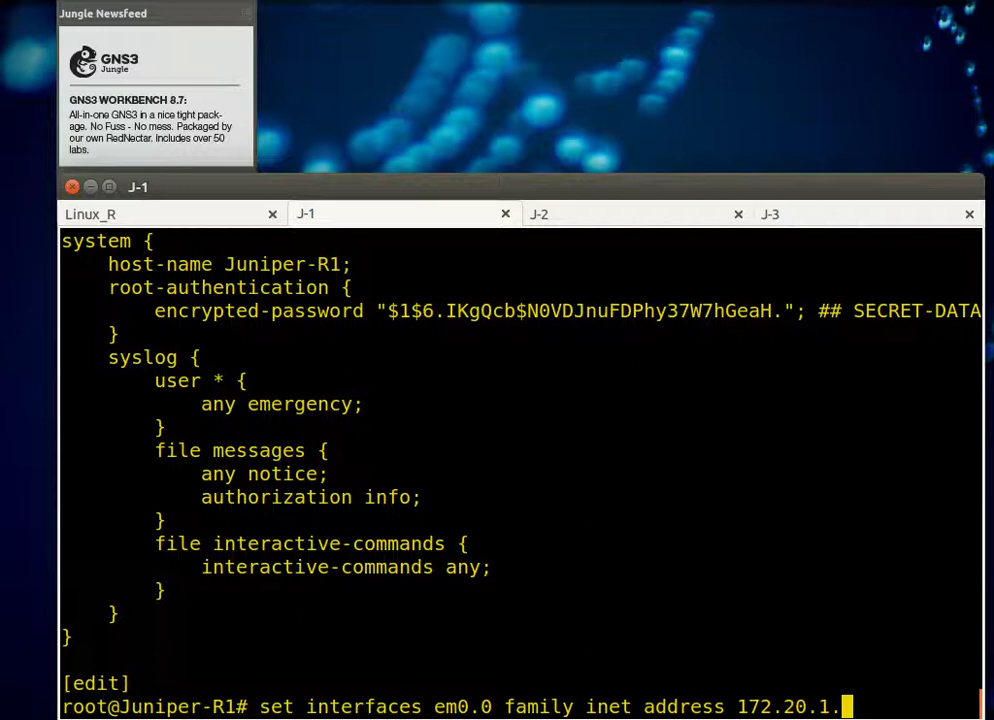 Jungle Newsfeed
GNS3
Jungle
GNS3 WORKBENCH 8.7:
All-in-one GNS3 in a nice tight pack-
age. No Fuss - No mess. Packaged by
our own RedNectar. Includes over 50
labs.
J-1
Linux_R
J-1
J-2
J-3
system {
host-name Juniper-R1;
root-authentication {
encrypted-password "$1$6.IKgQcb$N0VDJnuFDPhy37W7hGeaH."; ## SECRET-DATA
}
syslog {
user * {
any emergency;
}
file messages {
any notice;
authorization info;
}
file interactive-commands {
interactive-commands any;
}
}
}
[edit]
root@Juniper-R1# set interfaces em0.0 family inet address 172.20.1.